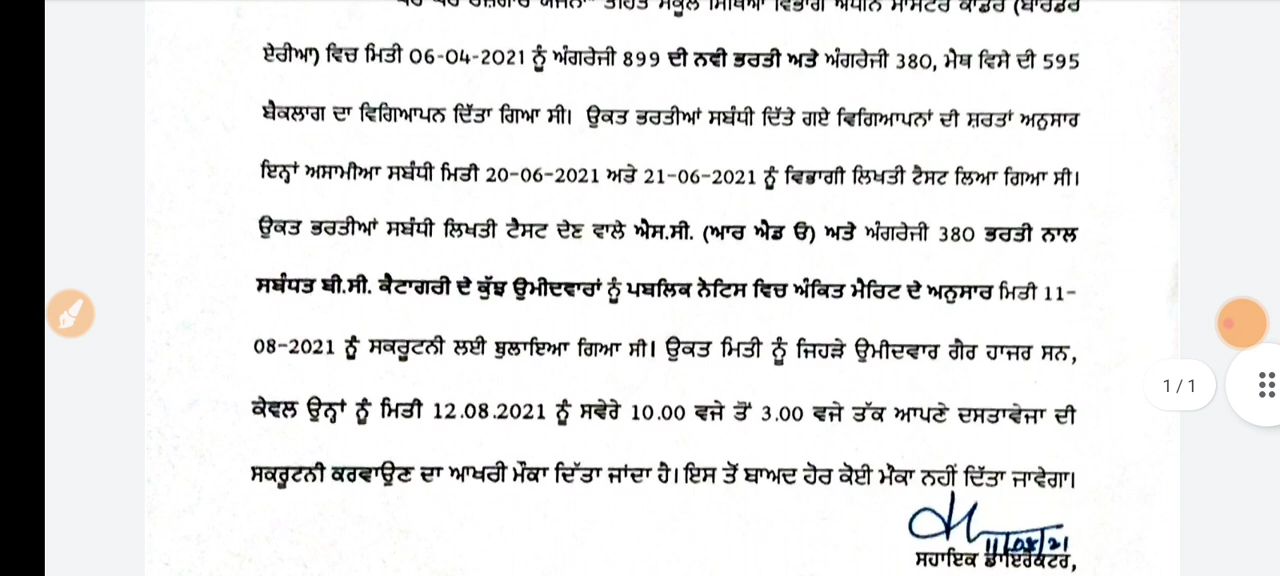 ਏਰੀਆ) ਵਿਚ ਮਿਤੀ 06-04-2021 ਨੂੰ ਅੰਗਰੇਜੀ 899 ਦੀ ਨਵੀ ਭਰਤੀ ਅਤੇ ਅੰਗਰੇਜੀ 380, ਮੈਥ ਵਿਸੇ ਦੀ 595
ਬੈਕਲਾਗ ਦਾ ਵਿਗਿਆਪਨ ਦਿੱਤਾ ਗਿਆ ਸੀ। ਉਕਤ ਭਰਤੀਆਂ ਸਬੰਧੀ ਦਿੱਤੇ ਗਏ ਵਿਗਿਆਪਨਾਂ ਦੀ ਸ਼ਰਤਾਂ ਅਨੁਸਾਰ
ਇਨ੍ਹਾਂ ਅਸਾਮੀਆ ਸਬੰਧੀ ਮਿਤੀ 20-06-2021 ਅਤੇ 21-06-2021 ਨੂੰ ਵਿਭਾਗੀ ਲਿਖਤੀ ਟੈਸਟ ਲਿਆ ਗਿਆ ਸੀ।
ਉਕਤ ਭਰਤੀਆਂ ਸਬੰਧੀ ਲਿਖਤੀ ਟੈਸਟ ਦੇਣ ਵਾਲੇ ਐਸ.ਸੀ. (ਆਰ ਐਡ ਓ) ਅਤੇ ਅੰਗਰੇਜੀ 380 ਭਰਤੀ ਨਾਲ
ਸਬੰਧਤ ਬੀ.ਸੀ. ਕੈਟਾਗਰੀ ਦੇ ਕੁੱਝ ਉਮੀਦਵਾਰਾਂ ਨੂੰ ਪਬਲਿਕ ਨੋਟਿਸ ਵਿਚ ਅੰਕਿਤ ਮੈਰਿਟ ਦੇ ਅਨੁਸਾਰ ਮਿਤੀ 11-
08-2021 ਨੂੰ ਸਕਰੂਟਨੀ ਲਈ ਬੁਲਾਇਆ ਗਿਆ ਸੀ। ਉਕਤ ਮਿਤੀ ਨੂੰ ਜਿਹੜੇ ਉਮੀਦਵਾਰ ਗੈਰ ਹਾਜਰ ਸਨ,
ਕੇਵਲ ਉਨ੍ਹਾਂ ਨੂੰ ਮਿਤੀ 12.08.2021 ਨੂੰ ਸਵੇਰੇ 10.00 ਵਜੇ ਤੋਂ 3.00 ਵਜੇ ਤੱਕ ਆਪਣੇ ਦਸਤਾਵੇਜਾ ਦੀ
ਸਕਰੂਟਨੀ ਕਰਵਾਉਣ ਦਾ ਆਖਰੀ ਮੌਕਾ ਦਿੱਤਾ ਜਾਂਦਾ ਹੈ। ਇਸ ਤੋਂ ਬਾਅਦ ਹੋਰ ਕੋਈ ਮੌਕਾ ਨਹੀਂ ਦਿੱਤਾ ਜਾਵੇਗਾ।
11/08/21
ਸਹਾਇਕ ਡਾਇਰੈਕਟਰ,
1 / 1